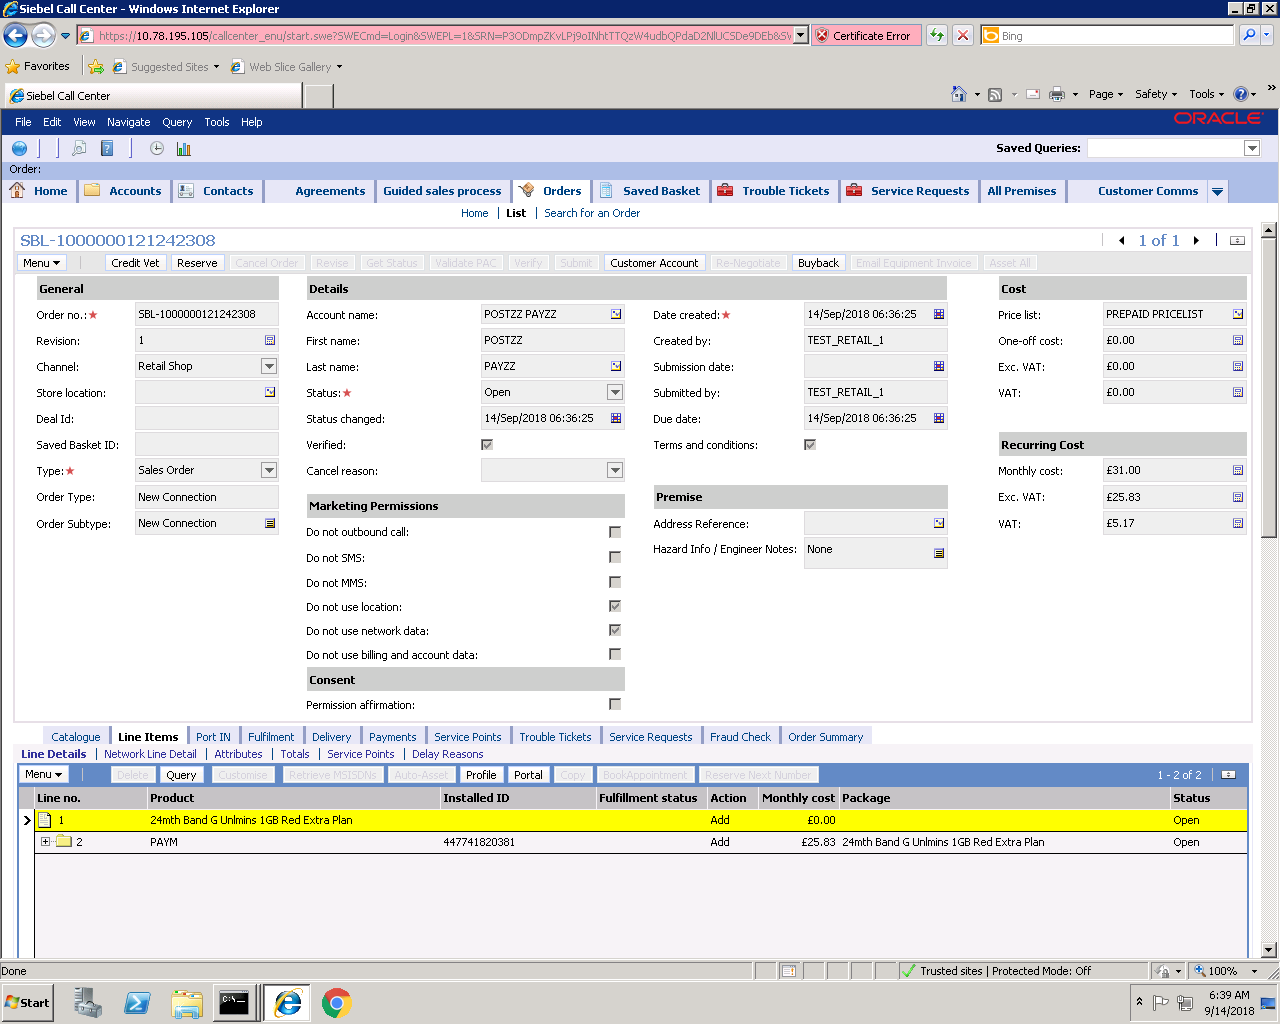 Siebel Call Center - Windows Internet Explorer
Certificate Error
Bing
Favorites Suggested Sites Web Slice Gallery
Siebel Call Center
Page Safety Tools
File Edit View Navigate Query Tools Help
ORACLE
Saved Queries:
Order:
Home Accounts Contacts Agreements Guided sales process Orders Saved Basket Trouble Tickets Service Requests All Premises Customer Comms
Home List Search for an Order
SBL-1000000121242308
1 of 1
Menu Credit Vet Reserve Cancel Order Revise Get Status Validate PAC Verify Submit Customer Account Re-Negotiate Buyback Email Equipment Invoice Asset All
General
Order no.: SBL-1000000121242308
Revision: 1
Channel: Retail Shop
Store location:
Deal Id:
Saved Basket ID:
Type: Sales Order
Order Type: New Connection
Order Subtype: New Connection
Details
Account name: POSTZZ PAYZZ
First name: POSTZZ
Last name: PAYZZ
Status: Open
Status changed: 14/Sep/2018 06:36:25
Verified:
Cancel reason:
Date created: 14/Sep/2018 06:36:25
Created by: TEST_RETAIL_1
Submission date:
Submitted by: TEST_RETAIL_1
Due date: 14/Sep/2018 06:36:25
Terms and conditions:
Marketing Permissions
Do not outbound call:
Do not SMS:
Do not MMS:
Do not use location:
Do not use network data:
Do not use billing and account data:
Consent
Permission affirmation:
Premise
Address Reference:
Hazard Info / Engineer Notes: None
Cost
Price list: PREPAID PRICELIST
One-off cost: £0.00
Exc. VAT: £0.00
VAT: £0.00
Recurring Cost
Monthly cost: £31.00
Exc. VAT: £25.83
VAT: £5.17
Catalogue Line Items Port IN Fulfilment Delivery Payments Service Points Trouble Tickets Service Requests Fraud Check Order Summary
Line Details Network Line Detail Attributes Totals Service Points Delay Reasons
Menu Delete Query Customise Retrieve MSISDNs Auto-Asset Profile Portal Copy BookAppointment Reserve Next Number 1 - 2 of 2
Line no. Product Installed ID Fulfillment status Action Monthly cost Package Status
1 24mth Band G Unlmins 1GB Red Extra Plan Add £0.00 Open
2 PAYM 447741820381 Add £25.83 24mth Band G Unlmins 1GB Red Extra Plan Open
Done
Trusted sites | Protected Mode: Off
100%
Start
6:39 AM
9/14/2018